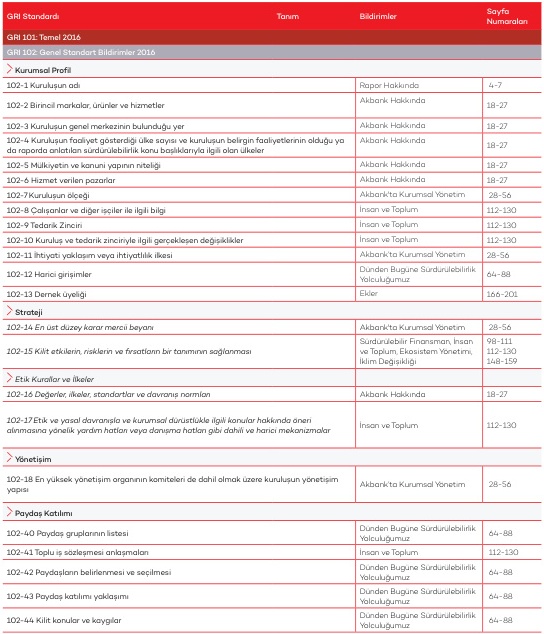 GRI Standardı Tanım Bildirimleri Sayfa
Numaraları
GRI 101: Temel 2016
GRI 102: Genel Standart Bildirimler 2016
Kurumsal Profil
102-1 Kuruluşun adı Rapor Hakkında 4-7
102-2 Birincil markalar, ürünler ve hizmetler Akbank Hakkında 18-27
102-3 Kuruluşun genel merkezinin bulunduğu yer Akbank Hakkında 18-27
102-4 Kuruluşun faaliyet gösterdiği ülke sayısı ve kuruluşun belirgin faaliyetlerinin olduğu ya
da raporda anlatılan sürdürülebilirlik konu başlıklarıyla ilgili olan ülkeler Akbank Hakkında 18-27
102-5 Mülkiyetin ve kanuni yapının niteliği Akbank Hakkında 18-27
102-6 Hizmet verilen pazarlar Akbank Hakkında 18-27
102-7 Kuruluşun ölçeği Akbank'ta Kurumsal Yönetim 28-56
102-8 Çalışanlar ve diğer işçiler ile ilgili bilgi İnsan ve Toplum 112-130
102-9 Tedarik Zinciri İnsan ve Toplum 112-130
102-10 Kuruluş ve tedarik zinciriyle ilgili gerçekleşen değişiklikler İnsan ve Toplum 112-130
102-11 İhtiyati yaklaşım veya ihtiyatlılık ilkesi Akbank'ta Kurumsal Yönetim 28-56
102-12 Harici girişimler Dünden Bugüne Sürdürülebilirlik
Yolculuğumuz 64-88
102-13 Dernek üyeliği Ekler 166-201
Strateji
102-14 En üst düzey karar mercii beyanı Akbank'ta Kurumsal Yönetim 28-56
102-15 Kilit etkilerin, risklerin ve fırsatların bir tanımının sağlanması Sürdürülebilir Finansman, İnsan
ve Toplum, Ekosistem Yönetimi,
İklim Değişikliği 98-111
112-130
148-159
Etik Kurallar ve İlkeler
102-16 Değerler, ilkeler, standartlar ve davranış normları Akbank Hakkında 18-27
102-17 Etik ve yasal davranışla ve kurumsal dürüstlükle ilgili konular hakkında öneri
alınmasına yönelik yardım hatları veya danışma hatları gibi dahili ve harici mekanizmalar İnsan ve Toplum 112-130
Yönetişim
102-18 En yüksek yönetişim organının komiteleri de dahil olmak üzere kuruluşun yönetişim
yapısı Akbank'ta Kurumsal Yönetim 28-56
Paydaş Katılımı
102-40 Paydaş gruplarının listesi Dünden Bugüne Sürdürülebilirlik
Yolculuğumuz 64-88
102-41 Toplu iş sözleşmesi anlaşmaları İnsan ve Toplum 112-130
102-42 Paydaşların belirlenmesi ve seçilmesi Dünden Bugüne Sürdürülebilirlik
Yolculuğumuz 64-88
102-43 Paydaş katılımı yaklaşımı Dünden Bugüne Sürdürülebilirlik
Yolculuğumuz 64-88
102-44 Kilit konular ve kaygılar Dünden Bugüne Sürdürülebilirlik
Yolculuğumuz 64-88